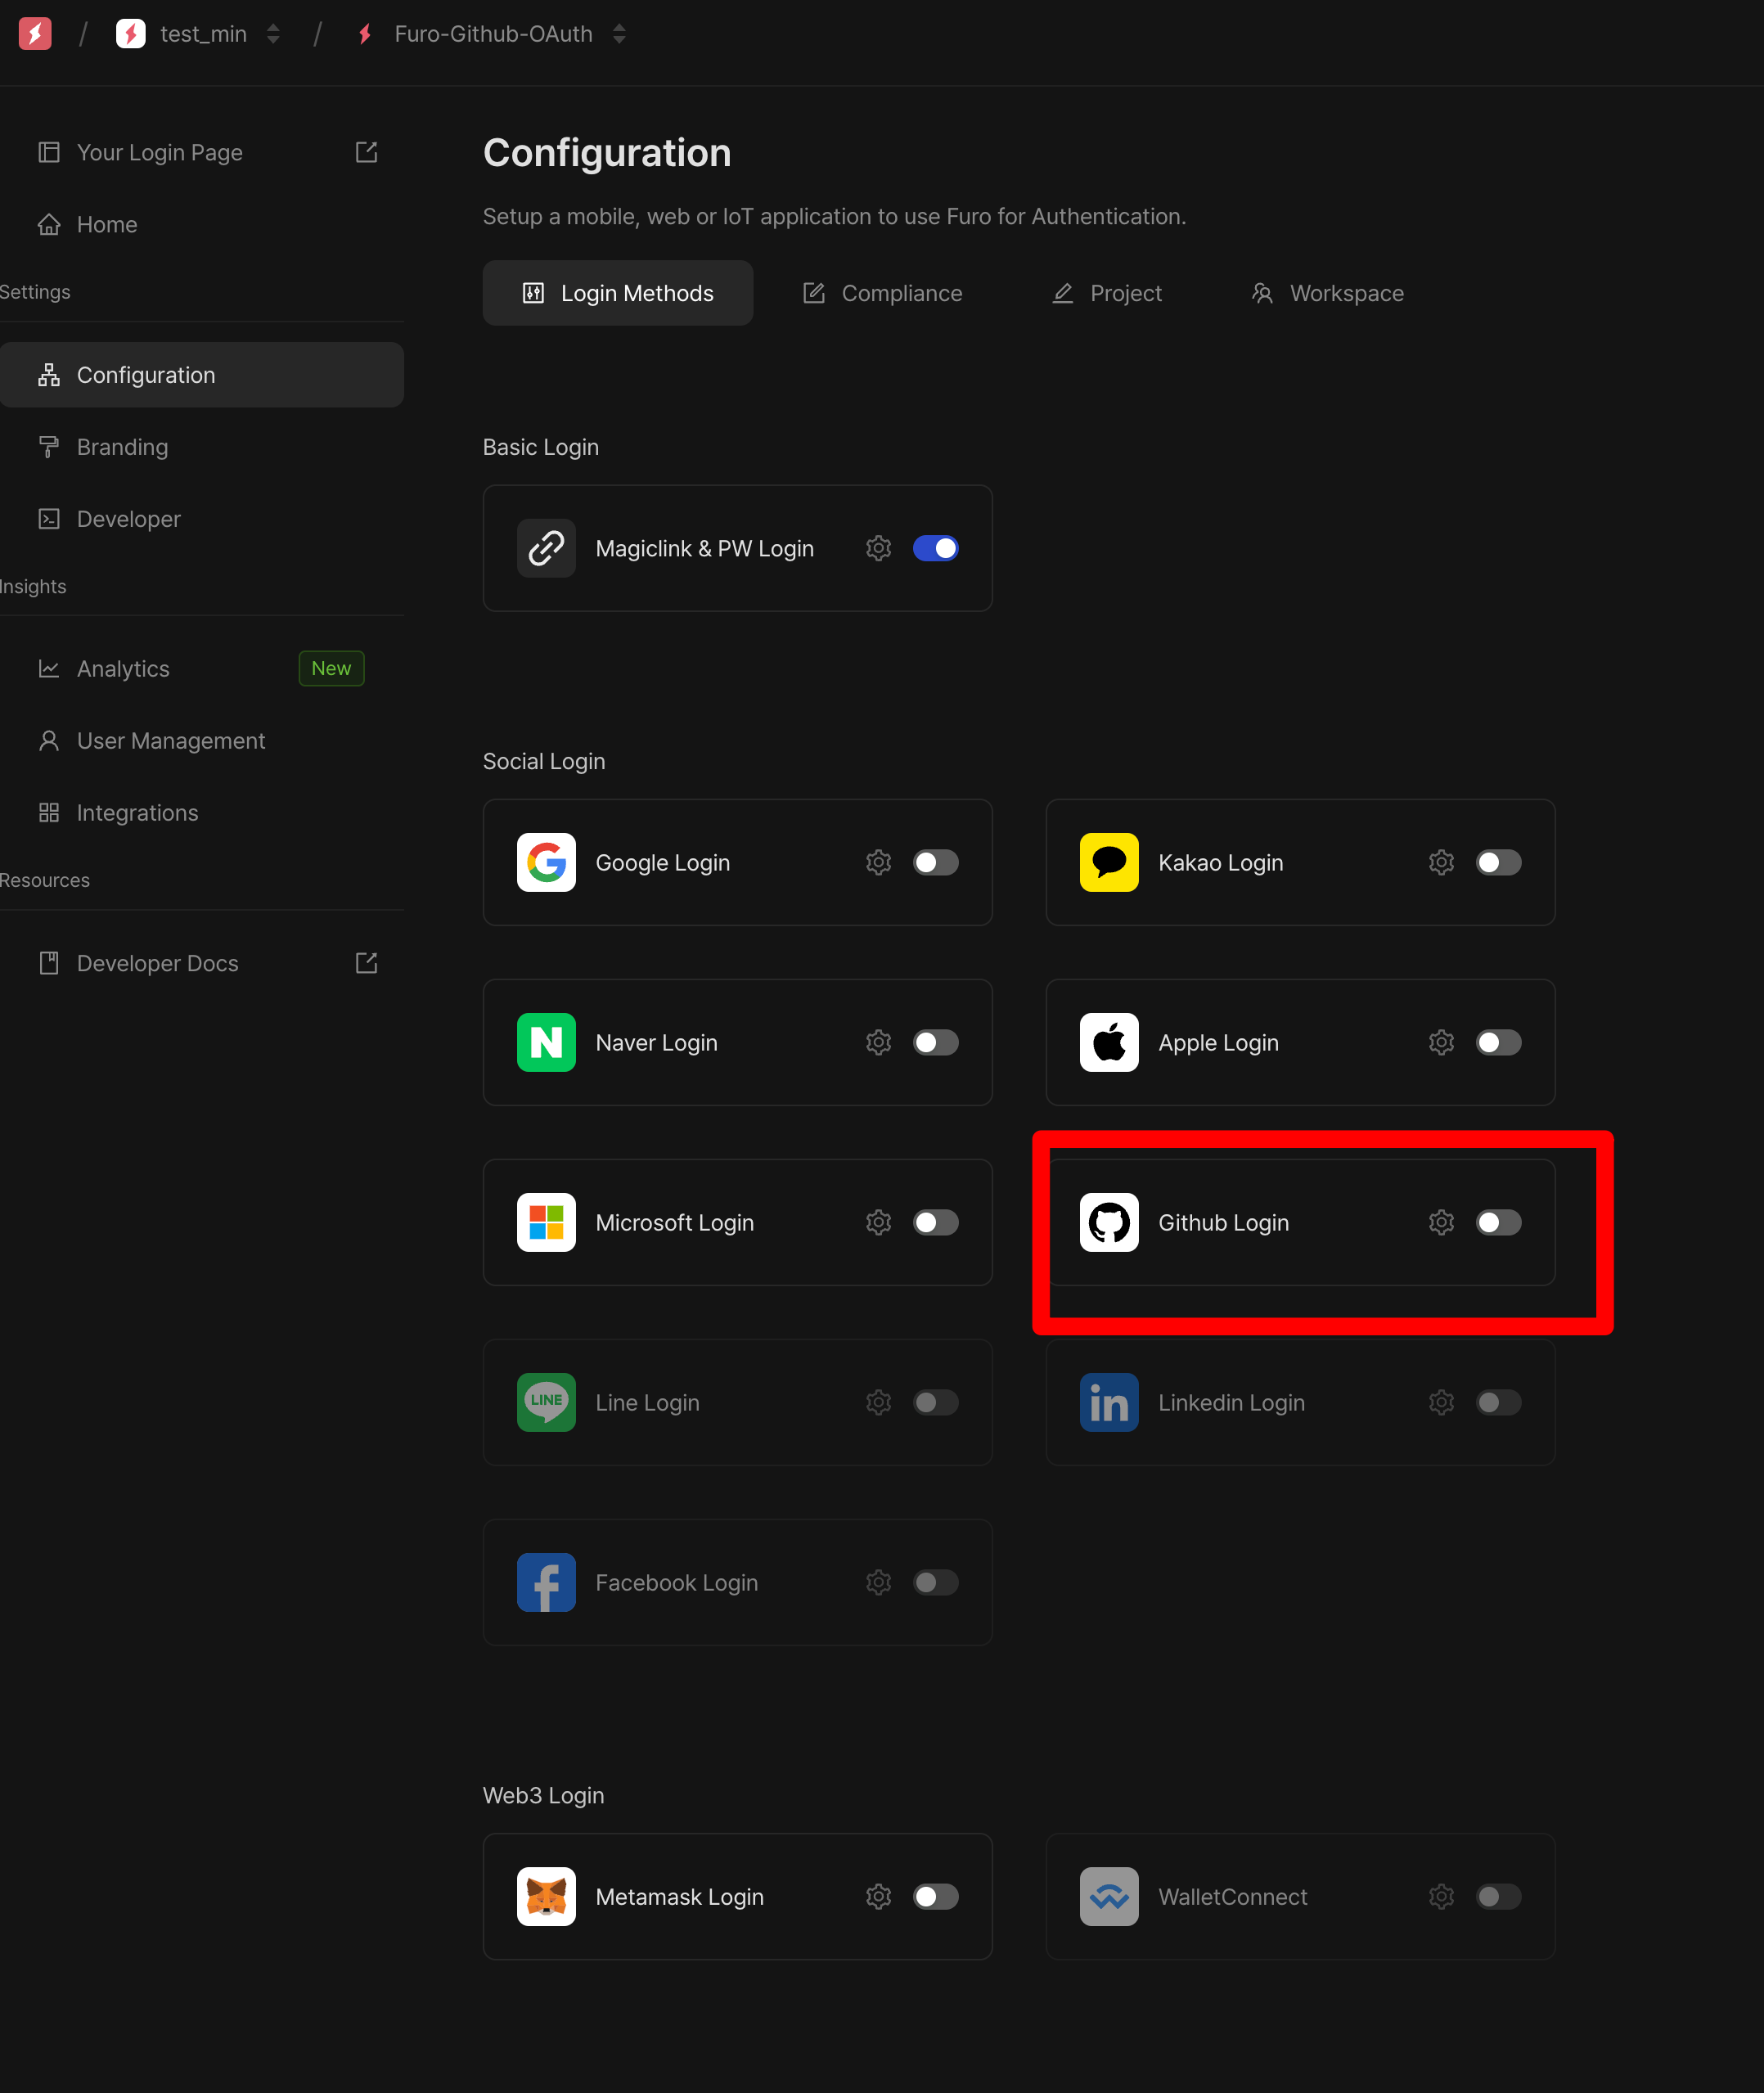 / test_min / Furo-Github-OAuth
Your Login Page
Home
Settings
Configuration
Branding
Developer
Insights
Analytics New
User Management
Integrations
Resources
Developer Docs
Configuration
Setup a mobile, web or IoT application to use Furo for Authentication.
Login Methods Compliance Project Workspace
Basic Login
Magiclink & PW Login
Social Login
Google Login
Kakao Login
N Naver Login
Apple Login
Microsoft Login
Github Login
LINE Line Login
in Linkedin Login
f Facebook Login
Web3 Login
Metamask Login
WalletConnect